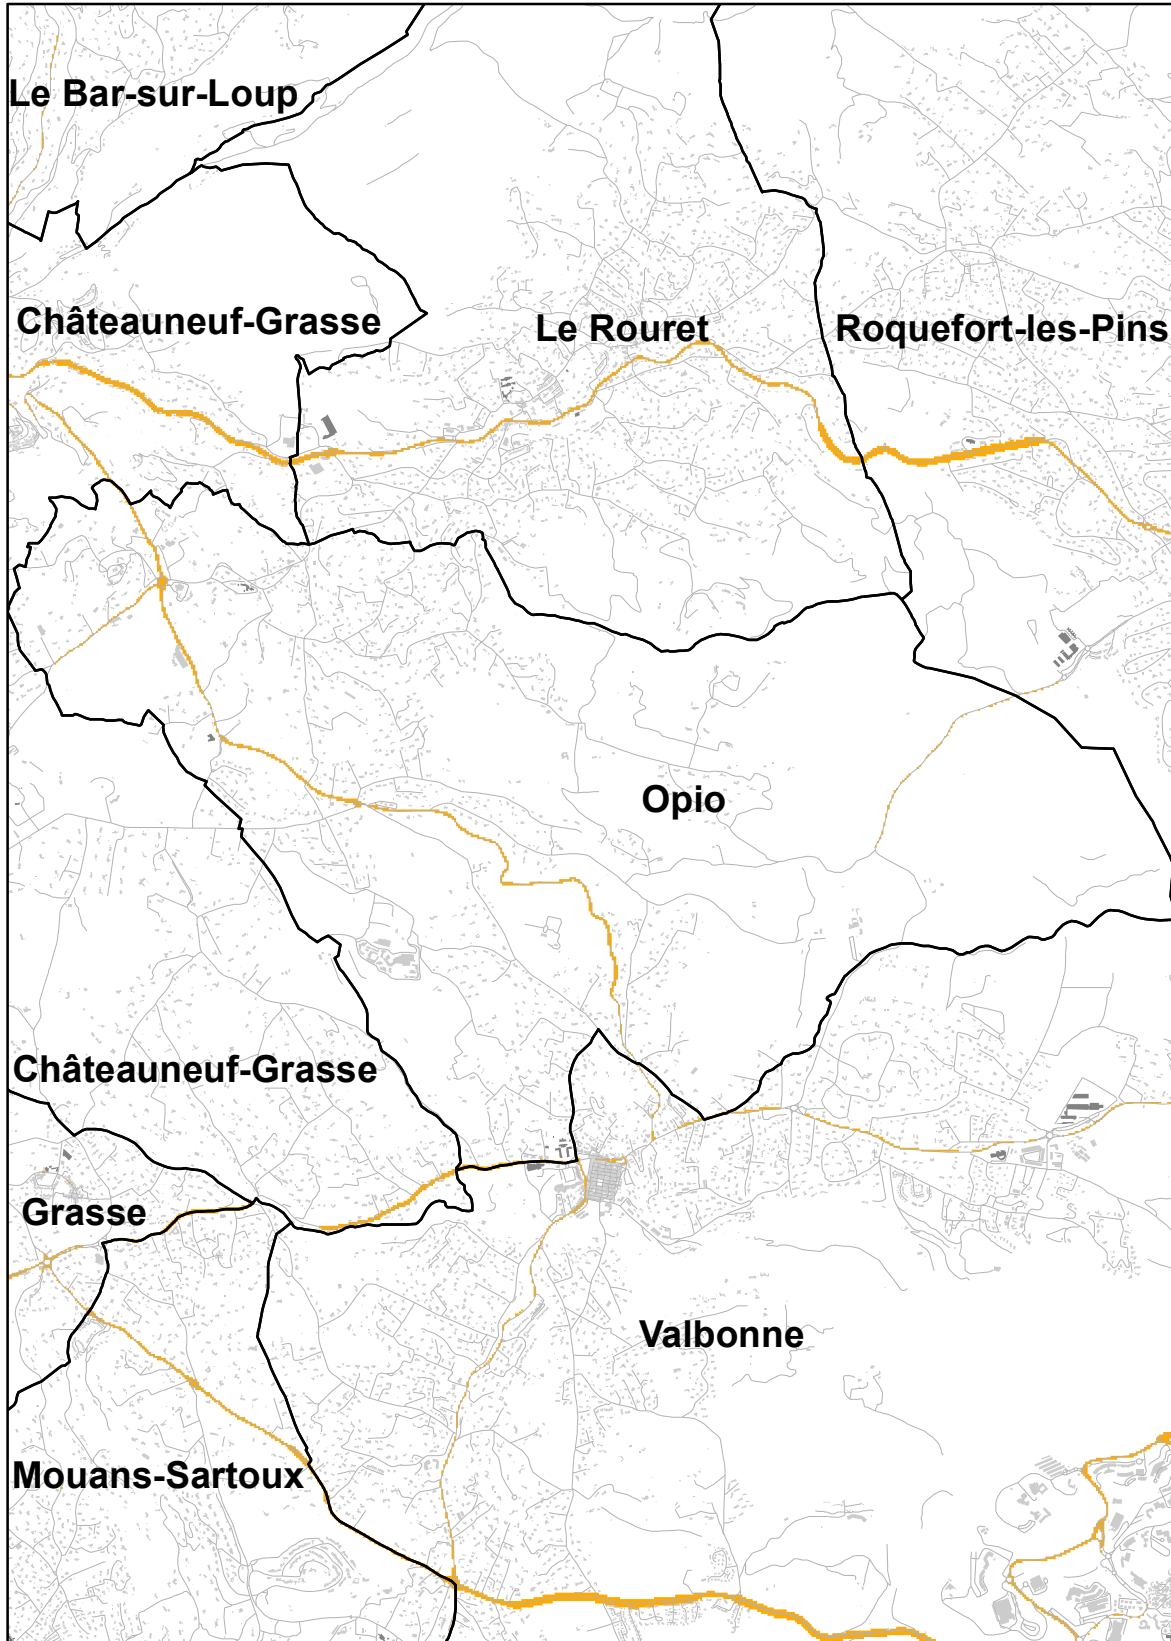 Le Bar-sur-Loup
Châteauneuf-Grasse
Le Rouret
Roquefort-les-Pins
Opio
Châteauneuf-Grasse
Grasse
Valbonne
Mouans-Sartoux